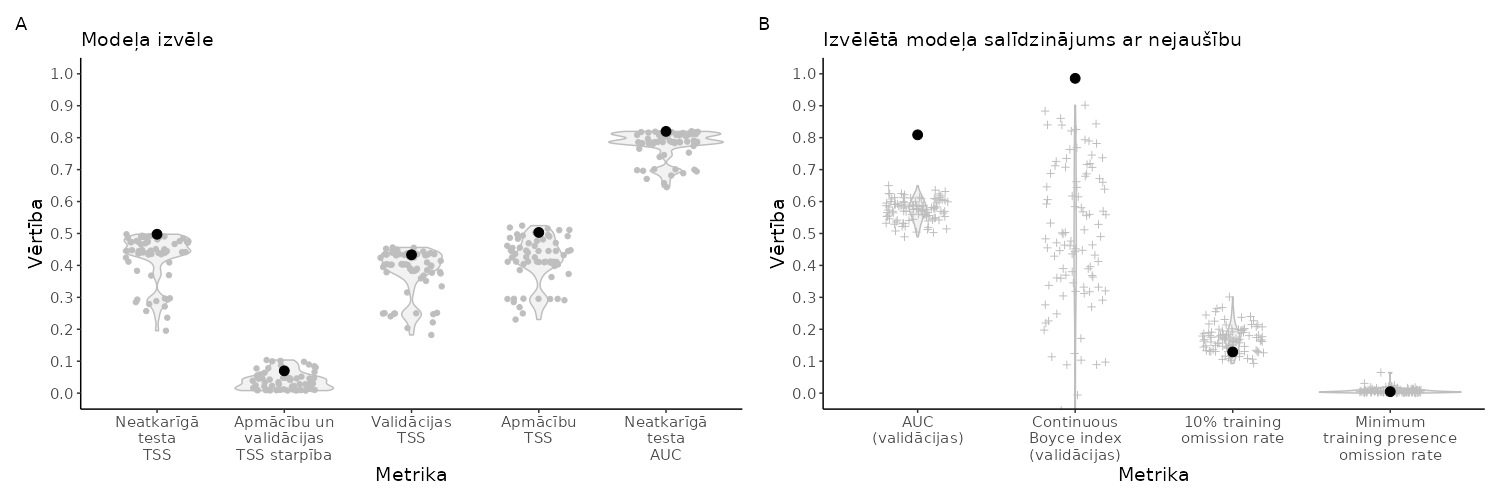 A
Modeļa izvēle
Vērtība
1.0
0.9
0.8
0.7
0.6
0.5
0.4
0.3
0.2
0.1
0.0
Neatkarīgā
testa
TSS
Apmācību un
validācijas
TSS starpība
Validācijas
TSS
Apmācību
TSS
Neatkarīgā
testa
AUC
Metrika
B
Izvēlētā modeļa salīdzinājums ar nejaušību
Vērtība
1.0
0.9
0.8
0.7
0.6
0.5
0.4
0.3
0.2
0.1
0.0
AUC
(validācijas)
Continuous
Boyce index
(validācijas)
10% training
omission rate
Minimum
training presence
omission rate
Metrika